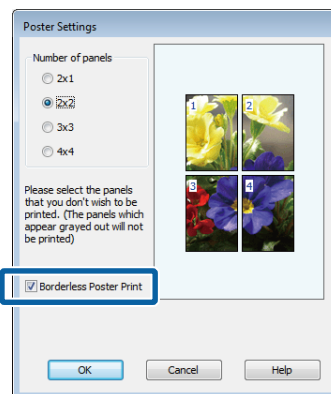 Poster Settings
Number of panels
2x1
2x2
3x3
4x4
Please select the panels
that you don't wish to be
printed. (The panels which
appear grayed out will not
be printed)
Borderless Poster Print
1
2
3
4
OK
Cancel
Help